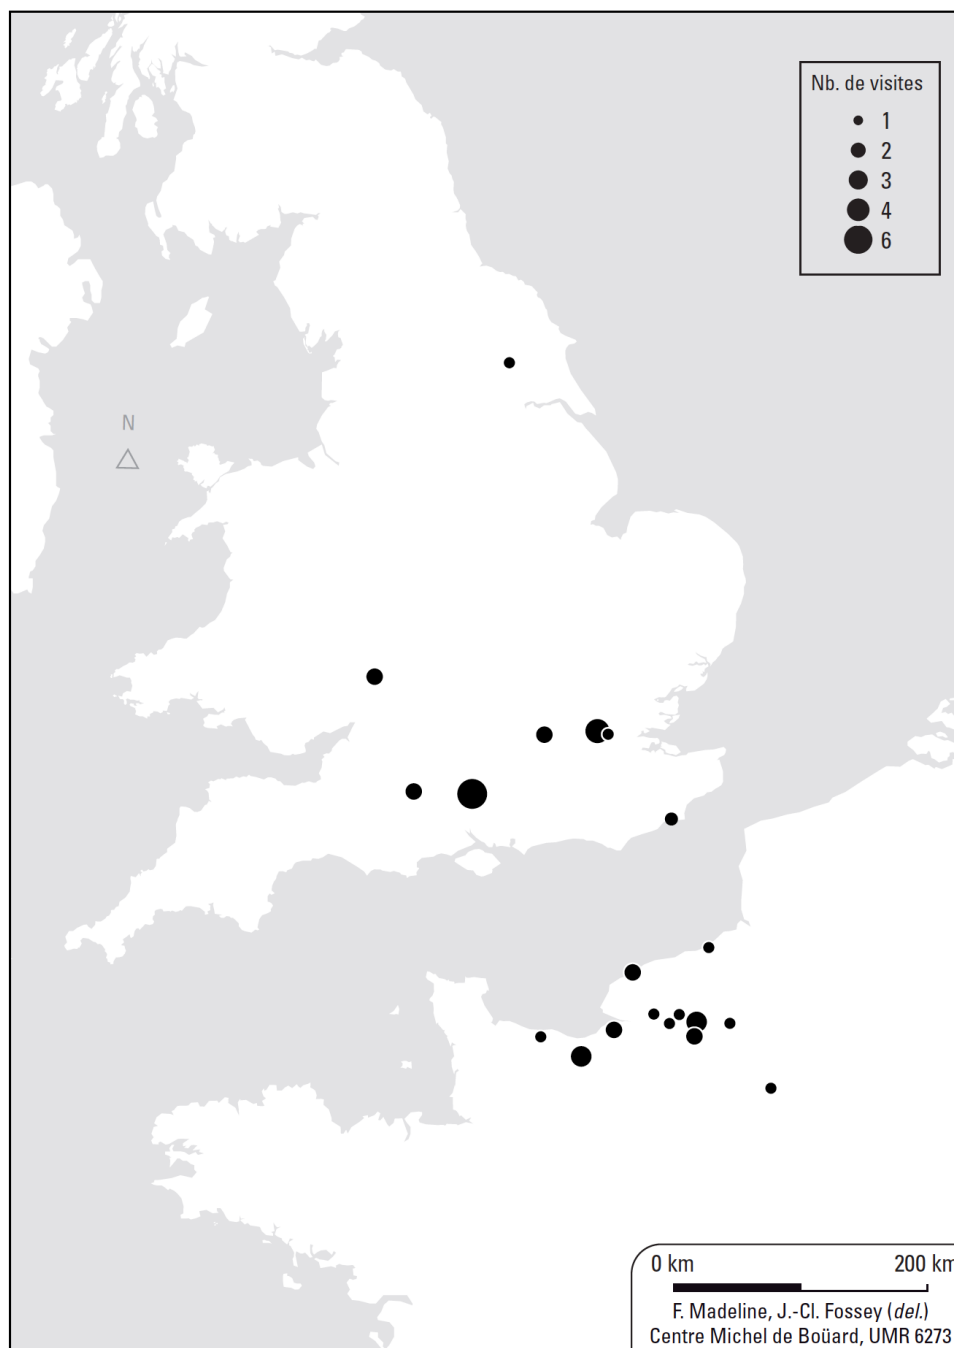 Nb. de visites
1
2
3
4
6
N
0 km 200 km
F. Madeline, J.-Cl. Fossey (del.)
Centre Michel de Boüard, UMR 6273